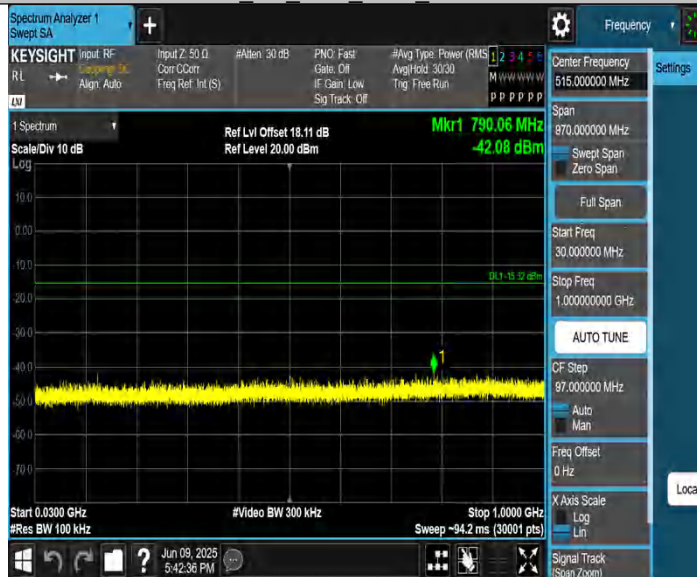 Spectrum Analyzer 1
Swept SA
+
Frequency
KEYSIGHT
RL
Input: RF
Coupling: DC
Align: Auto
Input Z: 50 Ω
Corr CCorr
Freq Ref: Int (S)
#Atten: 30 dB
PNO: Fast
Gate: Off
IF Gain: Low
Sig Track: Off
#Avg Type: Power (RMS
Avg|Hold: 30/30
Trig: Free Run
1 2 3 4 5 6
M W W W W W
P P P P P P
LXI
1 Spectrum
Scale/Div 10 dB
Log
Ref Lvl Offset 18.11 dB
Ref Level 20.00 dBm
Mkr1 790.06 MHz
-42.08 dBm
10.0
0.00
-10.0
-20.0
-30.0
-40.0
-50.0
-60.0
-70.0
1
Start 0.0300 GHz
#Res BW 100 kHz
#Video BW 300 kHz
Stop 1.0000 GHz
Sweep ~94.2 ms (30001 pts)
?
Jun 09, 2025
5:42:36 PM
Center Frequency
515.000000 MHz
Settings
Span
970.000000 MHz
Swept Span
Zero Span
Full Span
Start Freq
30.000000 MHz
Stop Freq
1.000000000 GHz
AUTO TUNE
CF Step
97.000000 MHz
Auto
Man
Freq Offset
0 Hz
Loca
X Axis Scale
Log
Lin
Signal Track
(Span Zoom)